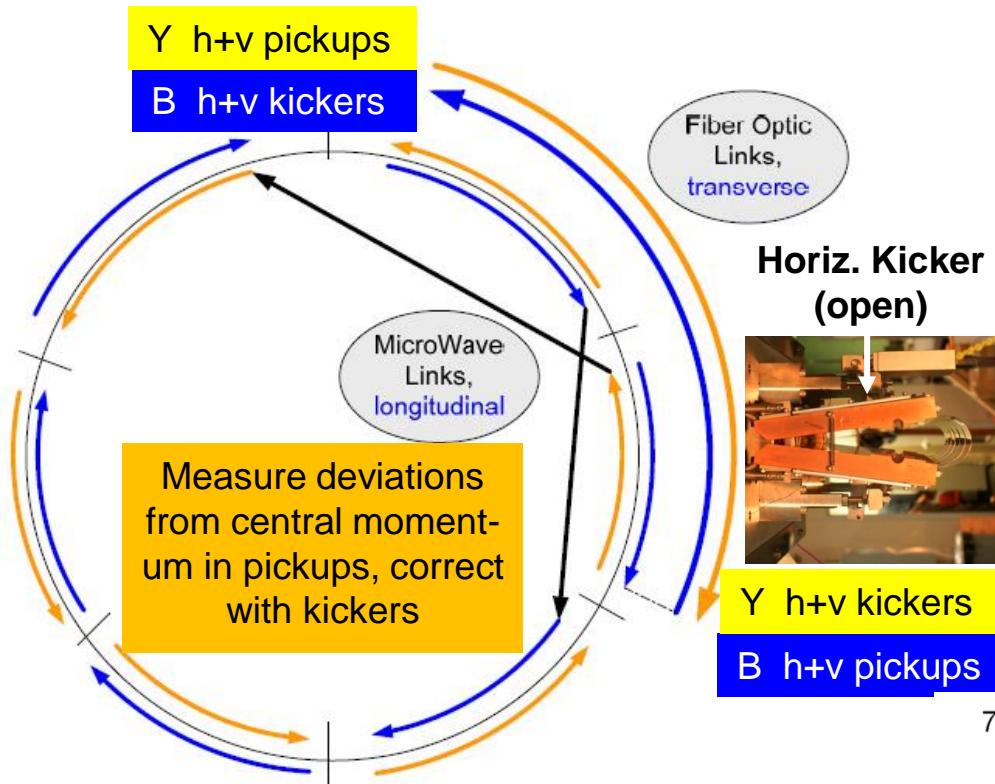 Y h+v pickups
B h+v kickers
Fiber Optic
Links,
transverse
Horiz. Kicker
(open)
MicroWave
Links,
longitudinal
Measure deviations
from central moment-
um in pickups, correct
with kickers
Y h+v kickers
B h+v pickups
7